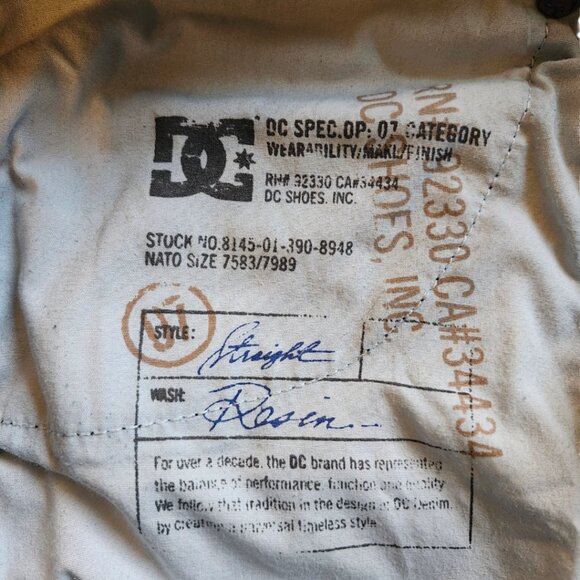 DC
DC SPEC.OP: 07 CATEGORY
WEARABILITY/MAKE/FINISH
RN# 32330 CA#34434
DC SHOES, INC.
STOCK NO.8145-01-390-8948
NATO SIZE 7583/7989
07
STYLE: Straight
WASH: Resin
For over a decade, the DC brand has represented
the balance of performance, function and quality.
We follow that tradition in the design of DC Denim,
by creating a universal timeless style.
RN# 32330 CA#34434
DC SHOES, INC